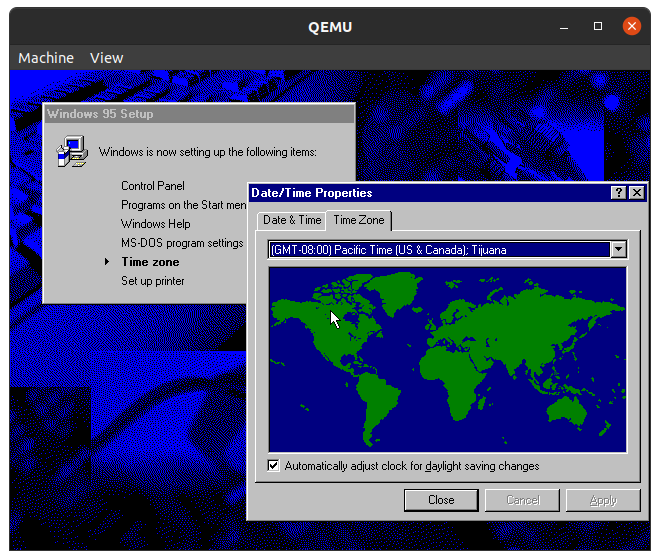 QEMU
Machine View
Windows 95 Setup
Windows is now setting up the following items:
Control Panel
Programs on the Start men
Windows Help
MS-DOS program settings
Time zone
Set up printer
Date/Time Properties
Date & Time Time Zone
(GMT-08:00) Pacific Time (US & Canada); Tijuana
Automatically adjust clock for daylight saving changes
Close Cancel Apply